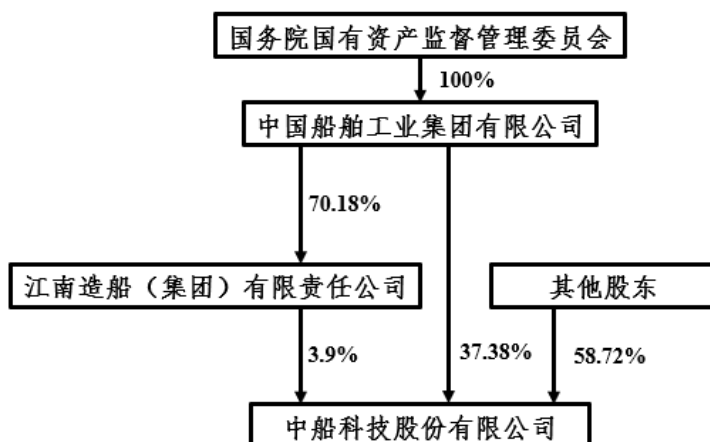 国务院国有资产监督管理委员会
100%
中国船舶工业集团有限公司
70.18%
江南造船（集团）有限责任公司
其他股东
3.9%
37.38%
58.72%
中船科技股份有限公司